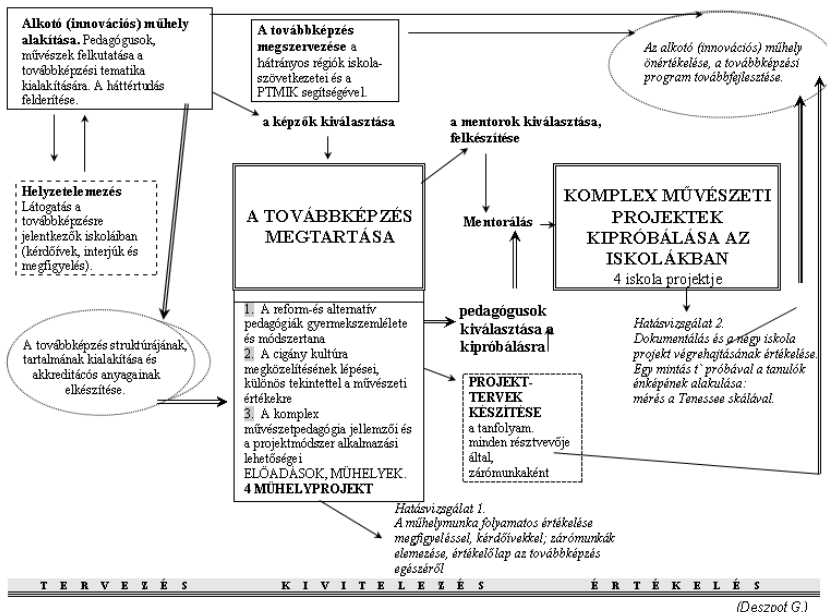 Alkotó (innovációs) műhely
alakítása. Pedagógusok,
művészek felkutatása a
továbbképzési tematika
kialakítására. A háttértudás
felderítése.
A továbbképzés
megszervezése a
hátrányos régiók iskola-
szövetkezetei és a
PTMIK segítségével.
Az alkotó (innovációs) műhely
önértékelése, a továbbképzési
program továbbfejlesztése.
a képzők kiválasztása
a mentorok kiválasztása,
felkészítése
Helyzetelemezés
Látogatás a
továbbképzésre
jelentkezők iskoláiban
(kérdőívek, interjúk és
megfigyelés).
A TOVÁBBKÉPZÉS
MEGTARTÁSA
Mentorálás
KOMPLEX MŰVÉSZETI
PROJEKTEK
KIPRÓBÁLÁSA AZ
ISKOLÁKBAN
4 iskola projektje
A továbbképzés struktúrájának,
tartalmának kialakítása és
akkreditácós anyagainak
elkészítése.
1. A reform-és alternatív
pedagógiák gyermekszemlélete
és módszertana
2. A cigány kultúra
megközelítésének lépései,
különös tekintettel a művészeti
értékekre
3. A komplex
művészetpedagógia jellemzői és
a projektmódszer alkalmazási
lehetőségei
ELŐADÁSOK, MŰHELYEK.
4 MŰHELYPROJEKT
pedagógusok
kiválasztása a
kipróbálásra
PROJEKT-
TERVEK
KÉSZÍTÉSE
a tanfolyam.
minden résztvevője
által,
zárómunkaként
Hatásvizsgálat 2.
Dokumentálás és a négy iskola
projekt végrehajtásának értékelése.
Egy mintás t` próbával a tanulók
énképének alakulása:
mérés a Tenessee skálával.
Hatásvizsgálat 1.
A műhelymunka folyamatos értékelése
megfigyeléssel, kérdőívekkel; zárómunkák
elemezése, értékelőlap az továbbképzés
egészéről
T E R V E Z É S K I V I T E L E Z É S É R T É K E L É S
(Deszpot G.)